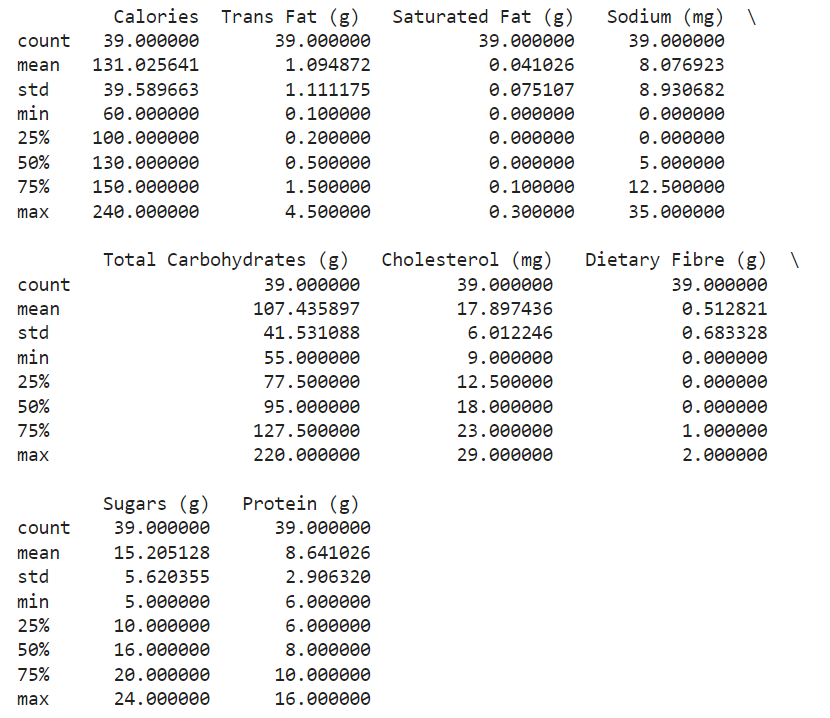 Calories Trans Fat (g) Saturated Fat (g) Sodium (mg) \
count 39.000000 39.000000 39.000000 39.000000
mean 131.025641 1.094872 0.041026 8.076923
std 39.589663 1.111175 0.075107 8.930682
min 60.000000 0.100000 0.000000 0.000000
25% 100.000000 0.200000 0.000000 0.000000
50% 130.000000 0.500000 0.000000 5.000000
75% 150.000000 1.500000 0.100000 12.500000
max 240.000000 4.500000 0.300000 35.000000
Total Carbohydrates (g) Cholesterol (mg) Dietary Fibre (g) \
count 39.000000 39.000000 39.000000
mean 107.435897 17.897436 0.512821
std 41.531088 6.012246 0.683328
min 55.000000 9.000000 0.000000
25% 77.500000 12.500000 0.000000
50% 95.000000 18.000000 0.000000
75% 127.500000 23.000000 1.000000
max 220.000000 29.000000 2.000000
Sugars (g) Protein (g)
count 39.000000 39.000000
mean 15.205128 8.641026
std 5.620355 2.906320
min 5.000000 6.000000
25% 10.000000 6.000000
50% 16.000000 8.000000
75% 20.000000 10.000000
max 24.000000 16.000000